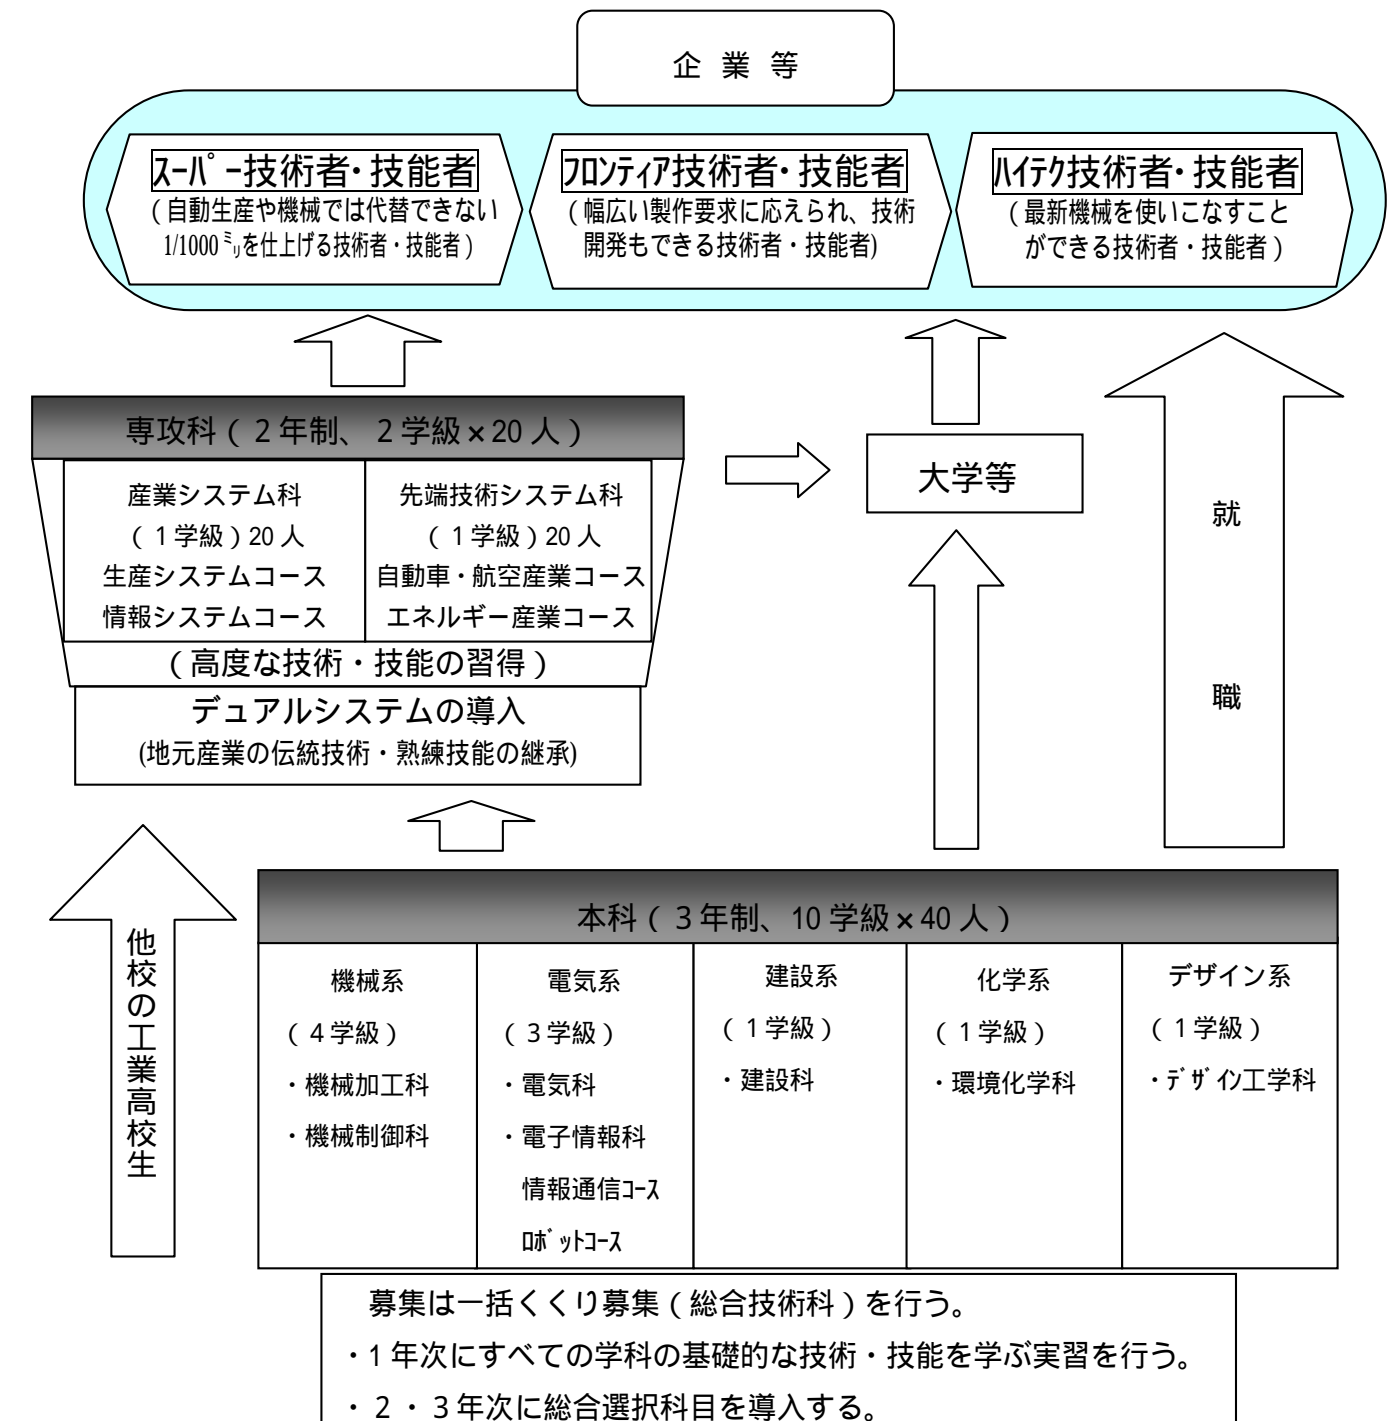 企業等
ｽｰﾊﾟｰ技術者・技能者
（自動生産や機械では代替できない
1/1000㍉を仕上げる技術者・技能者）
ﾌﾛﾝﾃｨｱ技術者・技能者
（幅広い製作要求に応えられ、技術
開発もできる技術者・技能者)
ﾊｲﾃｸ技術者・技能者
（最新機械を使いこなすこと
ができる技術者・技能者）
専攻科（２年制、２学級×20人）
産業システム科
（１学級）20人
生産システムコース
情報システムコース
先端技術システム科
（１学級）20人
自動車・航空産業コース
エネルギー産業コース
（高度な技術・技能の習得）
デュアルシステムの導入
(地元産業の伝統技術・熟練技能の継承)
大学等
就職
他校の工業高校生
本科（３年制、10学級×40人）
機械系
（４学級）
・機械加工科
・機械制御科
電気系
（３学級）
・電気科
・電子情報科
情報通信ｺｰｽ
ﾛﾎﾞｯﾄｺｰｽ
建設系
（１学級）
・建設科
化学系
（１学級）
・環境化学科
デザイン系
（１学級）
・ﾃﾞｻﾞｲﾝ工学科
募集は一括くくり募集（総合技術科）を行う。
・1年次にすべての学科の基礎的な技術・技能を学ぶ実習を行う。
・２・３年次に総合選択科目を導入する。